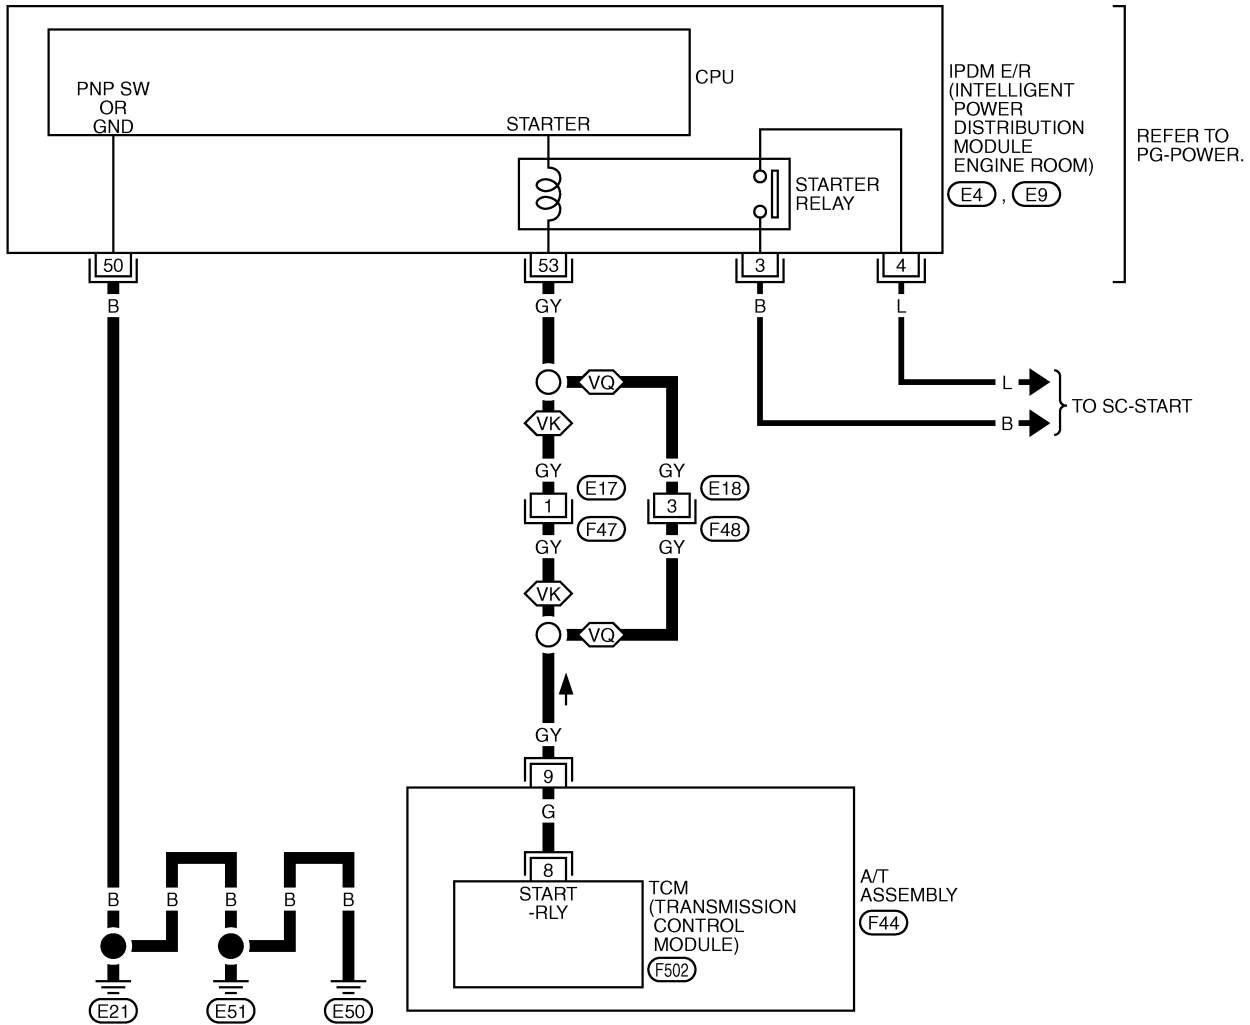 PNP SW
OR
GND
CPU
STARTER
STARTER
RELAY
IPDM E/R
(INTELLIGENT
POWER
DISTRIBUTION
MODULE
ENGINE ROOM)
E4 , E9
REFER TO
PG-POWER.
50
53
3
4
B
GY
B
L
VQ
L
B
TO SC-START
VK
GY
GY
1
E17
3
E18
F47
F48
GY
GY
VK
VQ
GY
9
G
8
START
-RLY
TCM
(TRANSMISSION
CONTROL
MODULE)
F502
A/T
ASSEMBLY
F44
B
B
B
B
B
E21
E51
E50